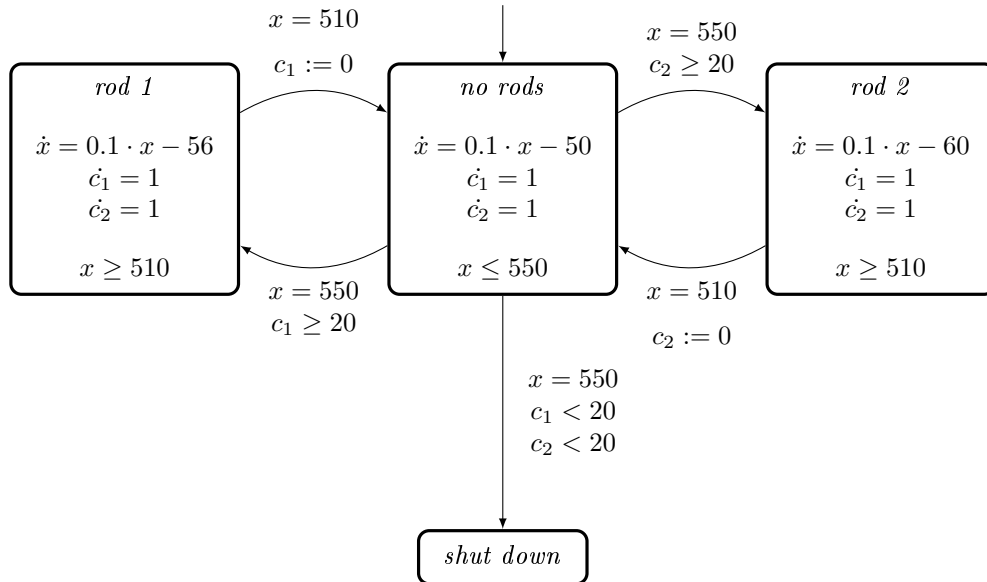 x = 510
c₁ := 0
rod 1
ẋ = 0.1 · x − 56
ċ₁ = 1
ċ₂ = 1
x ≥ 510
no rods
ẋ = 0.1 · x − 50
ċ₁ = 1
ċ₂ = 1
x ≤ 550
x = 550
c₂ ≥ 20
rod 2
ẋ = 0.1 · x − 60
ċ₁ = 1
ċ₂ = 1
x ≥ 510
x = 550
c₁ ≥ 20
x = 510
c₂ := 0
x = 550
c₁ < 20
c₂ < 20
shut down